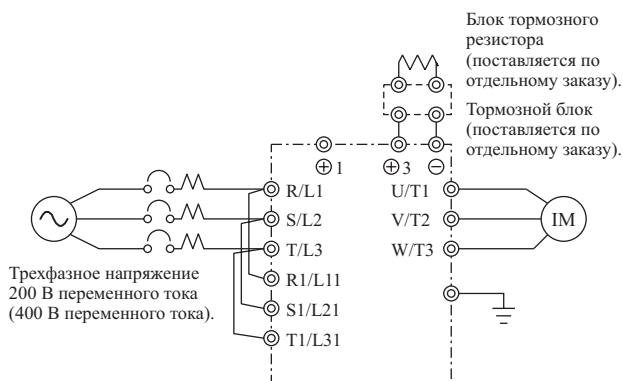 Блок тормозного
резистора
(поставляется по
отдельному заказу).
Тормозной блок
(поставляется по
отдельному заказу).
⊕1
⊕3
⊖
R/L1
U/T1
S/L2
V/T2
IM
T/L3
W/T3
Трехфазное напряжение
200 В переменного тока
(400 В переменного тока).
R1/L11
S1/L21
T1/L31